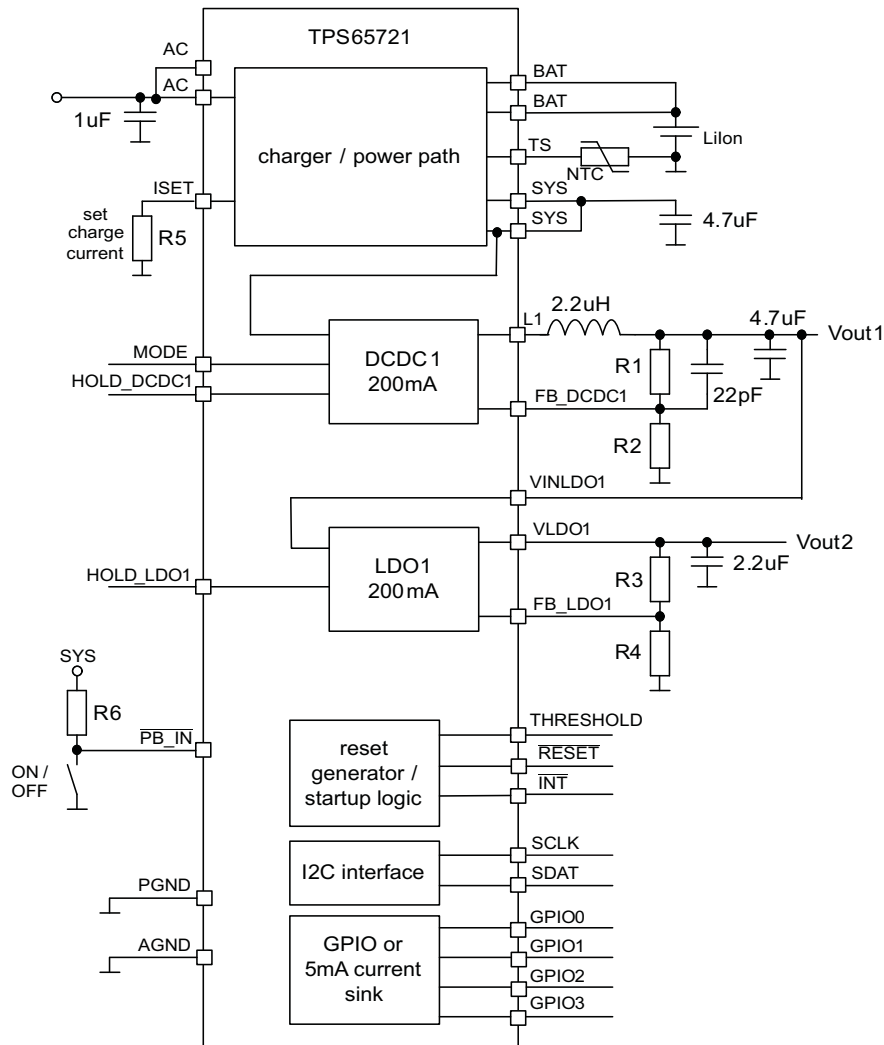 TPS65721
AC
AC
1uF
charger / power path
BAT
BAT
TS
NTC
LiIon
ISET
set
charge
current
R5
SYS
SYS
4.7uF
MODE
HOLD_DCDC1
DCDC1
200mA
L1
2.2uH
4.7uF
Vout1
R1
22pF
FB_DCDC1
R2
VINLDO1
VLDO1
Vout2
HOLD_LDO1
LDO1
200mA
R3
2.2uF
FB_LDO1
R4
SYS
R6
PB_IN
ON /
OFF
reset
generator /
startup logic
THRESHOLD
RESET
INT
I2C interface
SCLK
SDAT
PGND
AGND
GPIO or
5mA current
sink
GPIO0
GPIO1
GPIO2
GPIO3